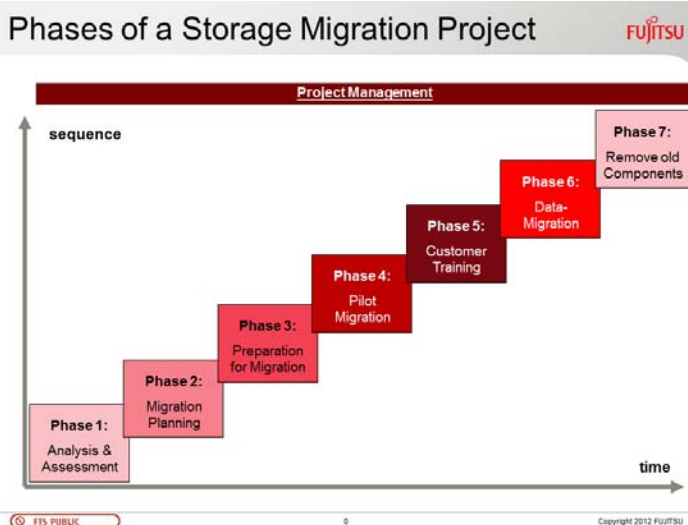 Phases of a Storage Migration Project
FUJITSU
Project Management
sequence
Phase 7:
Remove old
Components
Phase 6:
Data-
Migration
Phase 5:
Customer
Training
Phase 4:
Pilot
Migration
Phase 3:
Preparation
for Migration
Phase 2:
Migration
Planning
Phase 1:
Analysis &
Assessment
time
FTS PUBLIC
0
Copyright 2012 FUJITSU